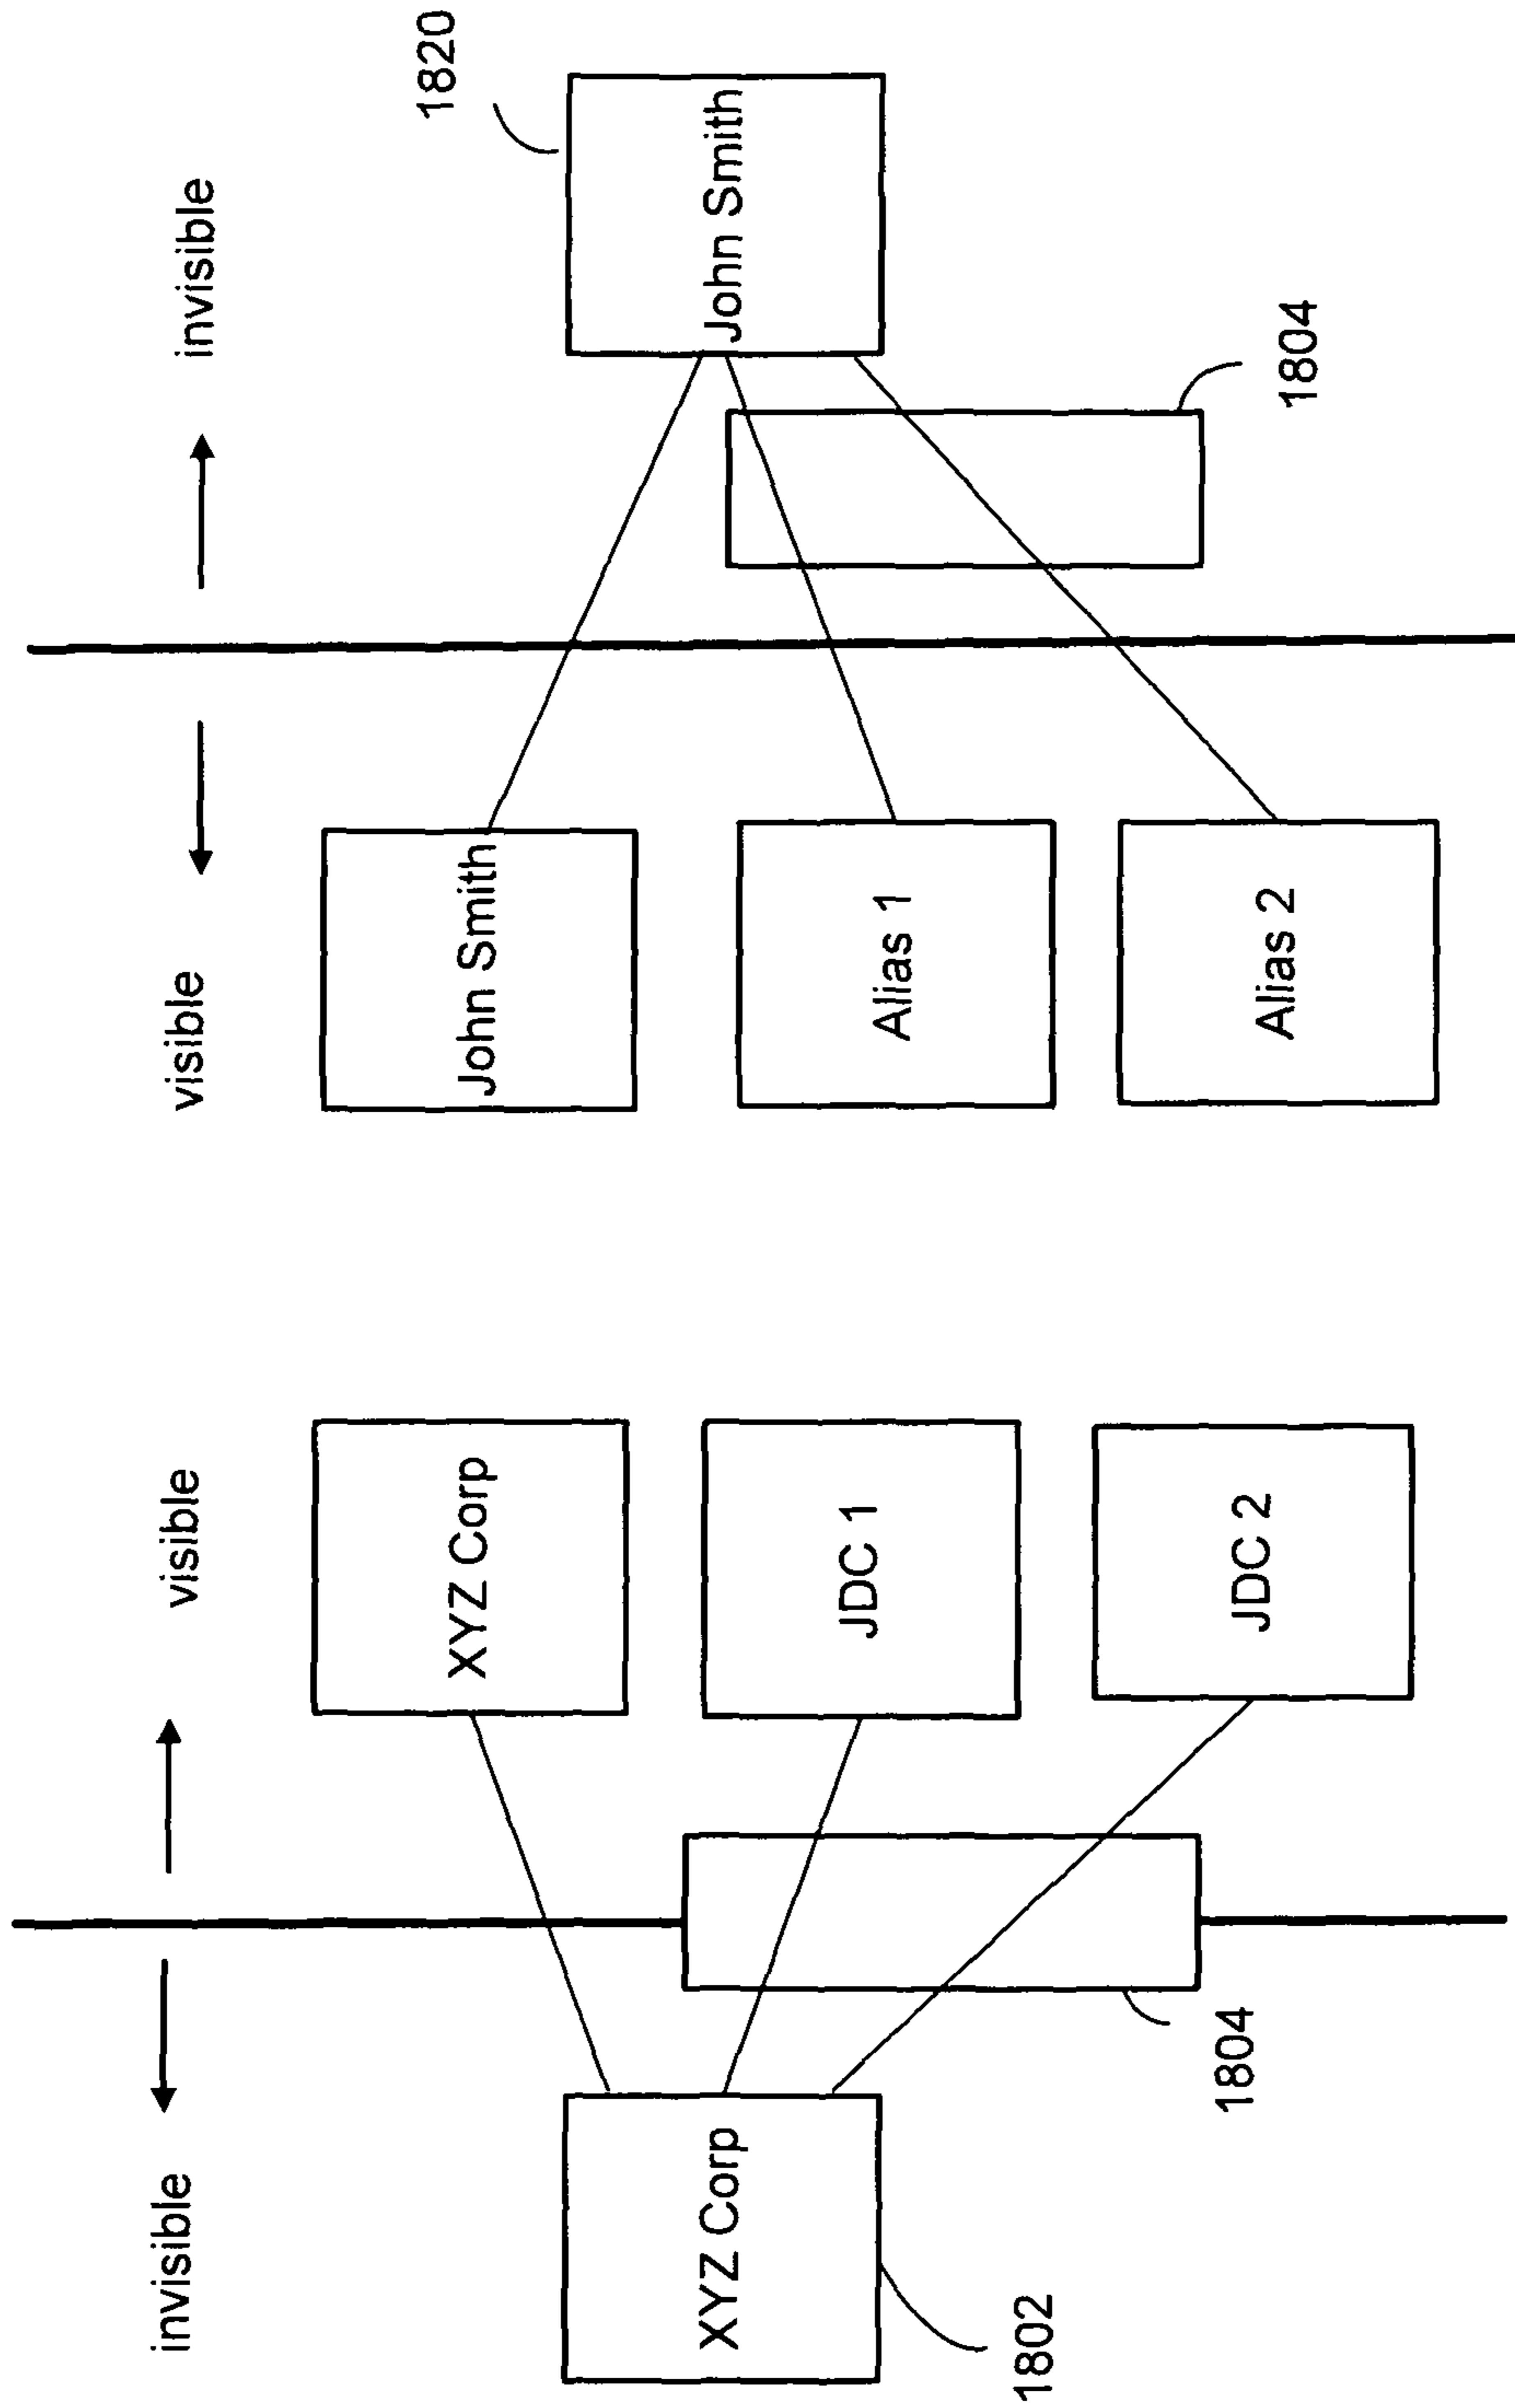 invisible
visible
visible
invisible
1820
XYZ Corp
John Smith
XYZ Corp
John Smith
1802
JDC 1
Alias 1
1804
JDC 2
Alias 2
1804